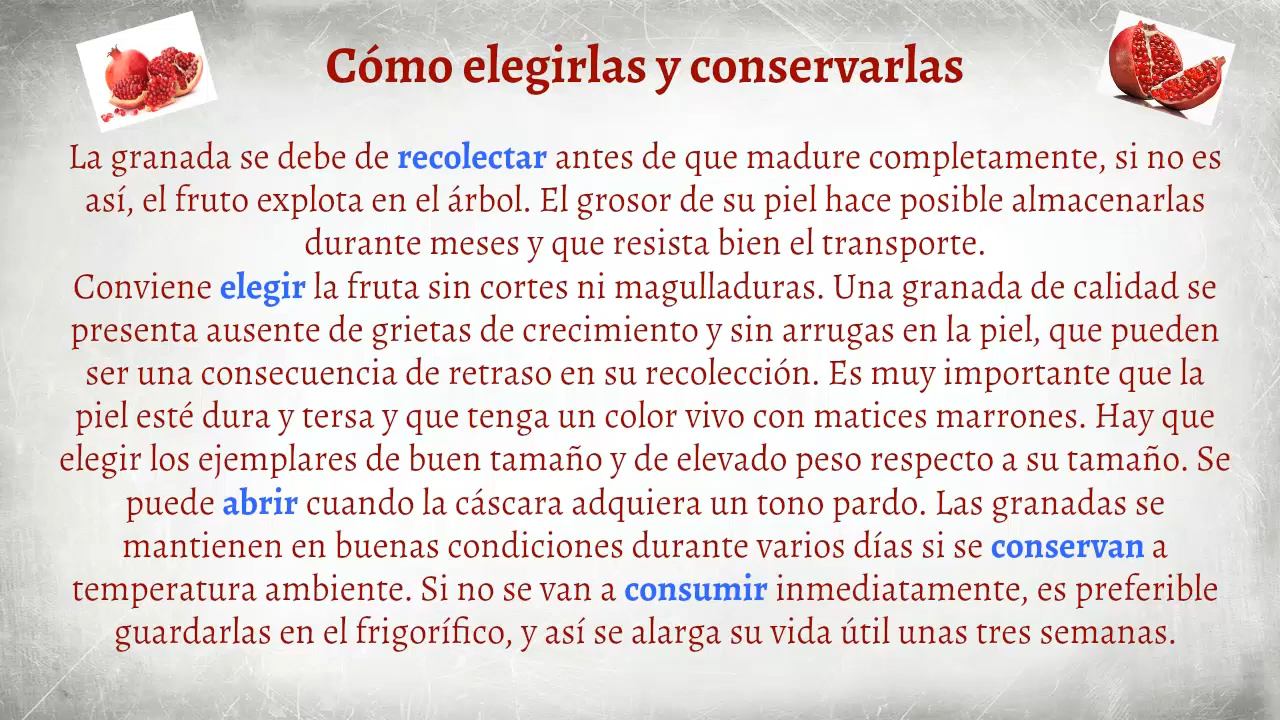 Cómo elegirlas y conservarlas
La granada se debe de recolectar antes de que madure completamente, si no es
así, el fruto explota en el árbol. El grosor de su piel hace posible almacenarlas
durante meses y que resista bien el transporte.
Conviene elegir la fruta sin cortes ni magulladuras. Una granada de calidad se
presenta ausente de grietas de crecimiento y sin arrugas en la piel, que pueden
ser una consecuencia de retraso en su recolección. Es muy importante que la
piel esté dura y tersa y que tenga un color vivo con matices marrones. Hay que
elegir los ejemplares de buen tamaño y de elevado peso respecto a su tamaño. Se
puede abrir cuando la cáscara adquiera un tono pardo. Las granadas se
mantienen en buenas condiciones durante varios días si se conservan a
temperatura ambiente. Si no se van a consumir inmediatamente, es preferible
guardarlas en el frigorífico, y así se alarga su vida útil unas tres semanas.